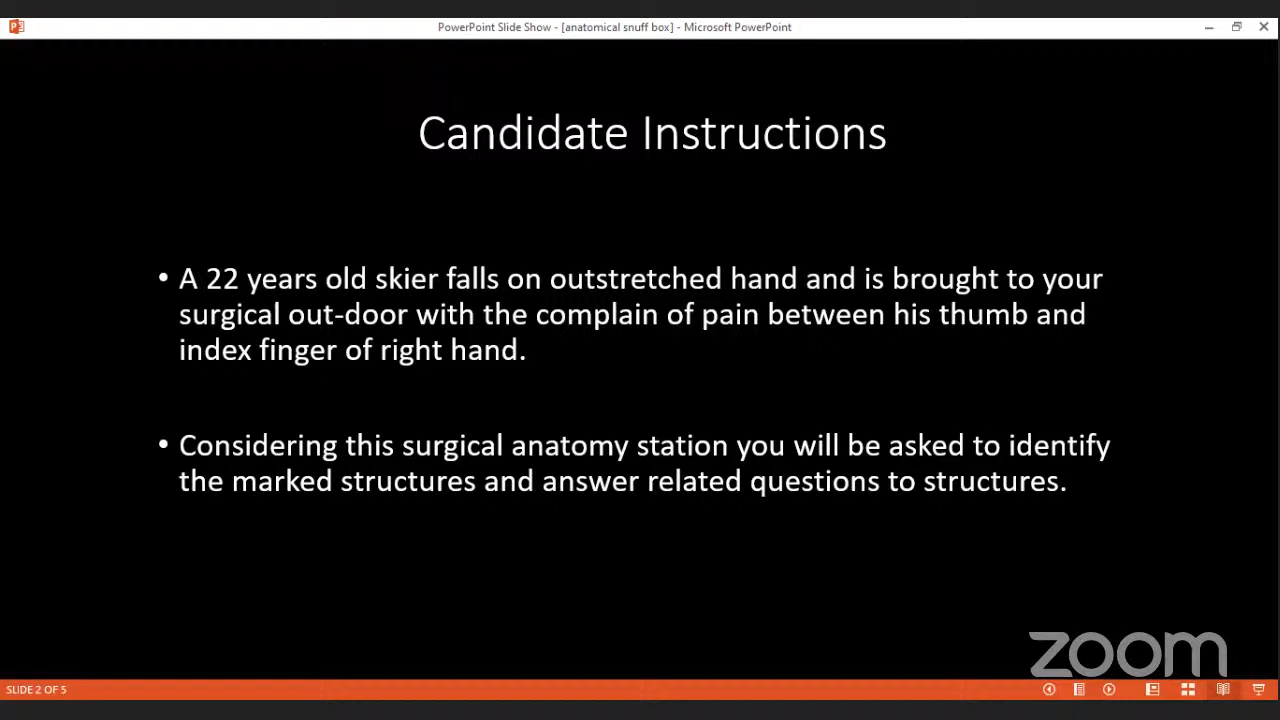 PowerPoint Slide Show - [anatomical snuff box] - Microsoft PowerPoint
Candidate Instructions
• A 22 years old skier falls on outstretched hand and is brought to your
surgical out-door with the complain of pain between his thumb and
index finger of right hand.
• Considering this surgical anatomy station you will be asked to identify
the marked structures and answer related questions to structures.
zoom
SLIDE 2 OF 5